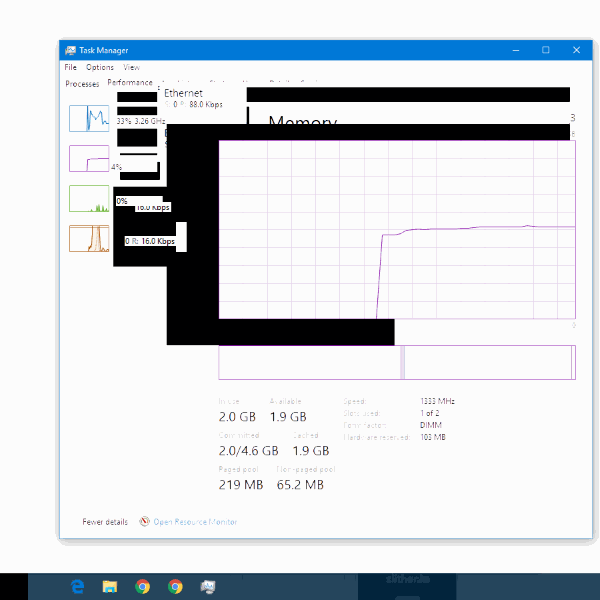 Task Manager
File Options View
Processes Performance
Ethernet
0 88.0 Kbps
33% 3.26 GHz
Memory
4%
0%
16.0 Kbps
0 R: 16.0 Kbps
In use Available
2.0 GB 1.9 GB
Committed Cached
2.0/4.6 GB 1.9 GB
Paged pool Non-paged pool
219 MB 65.2 MB
Speed: 1333 MHz
Slots used: 1 of 2
Form factor: DIMM
Hardware reserved: 103 MB
Fewer details Open Resource Monitor
slither.io